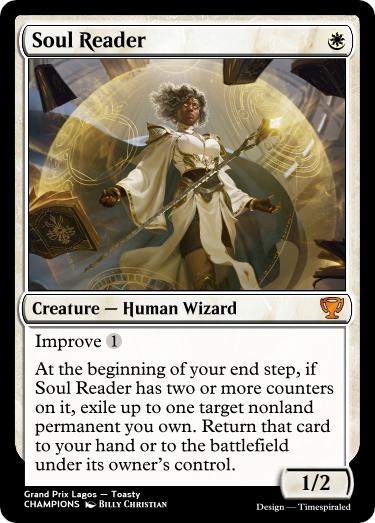 Soul Reader
Creature — Human Wizard
Improve 1
At the beginning of your end step, if
Soul Reader has two or more counters
on it, exile up to one target nonland
permanent you own. Return that card
to your hand or to the battlefield
under its owner's control.
1/2
Grand Prix Lagos — Toasty
CHAMPIONS Billy Christian
Design — Timespiraled